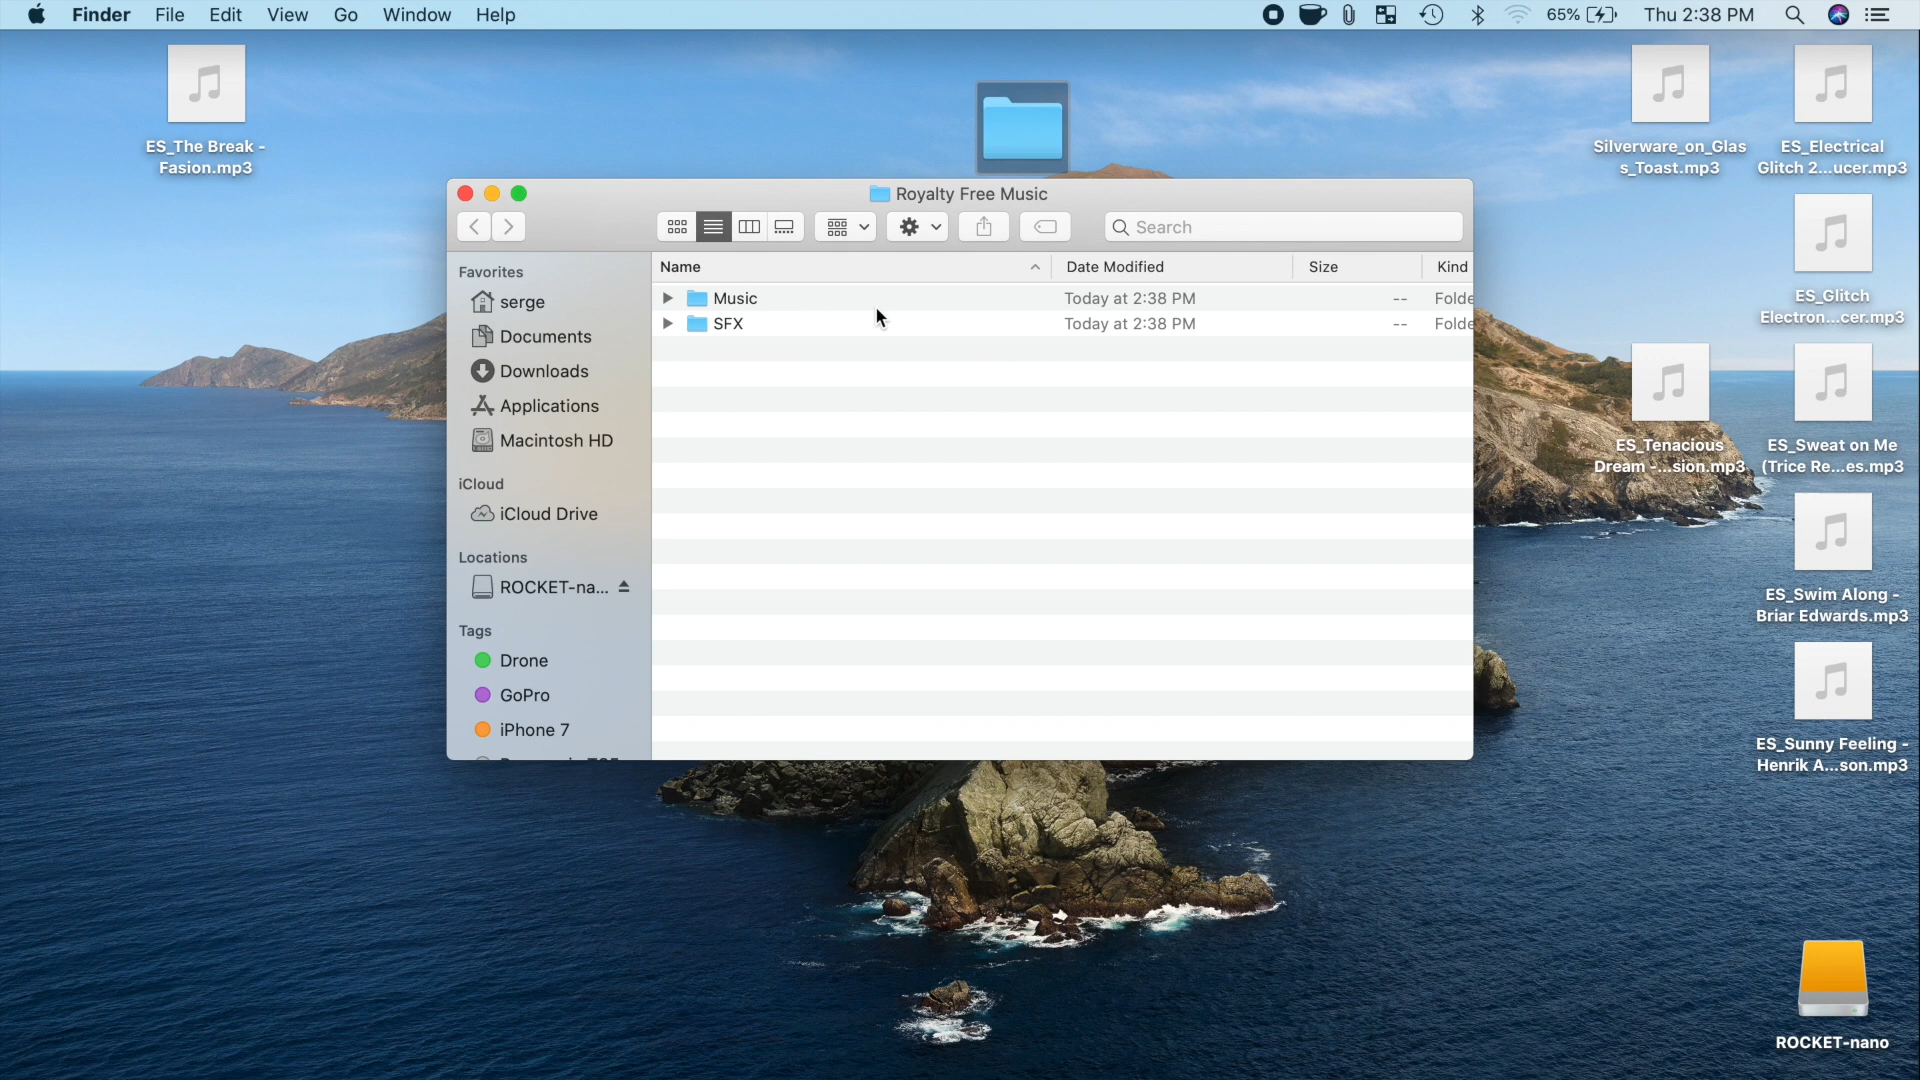 Finder File Edit View Go Window Help
65% Thu 2:38 PM
ES_The Break -
Fasion.mp3
Silverware_on_Glas
s_Toast.mp3
ES_Electrical
Glitch 2...ucer.mp3
ES_Glitch
Electron...cer.mp3
ES_Tenacious
Dream -...sion.mp3
ES_Sweat on Me
(Trice Re...es.mp3
ES_Swim Along -
Briar Edwards.mp3
ES_Sunny Feeling -
Henrik A...son.mp3
ROCKET-nano
Royalty Free Music
Search
Favorites
serge
Documents
Downloads
Applications
Macintosh HD
iCloud
iCloud Drive
Locations
ROCKET-na...
Tags
Drone
GoPro
iPhone 7
Name Date Modified Size Kind
Music Today at 2:38 PM -- Folde
SFX Today at 2:38 PM -- Folde